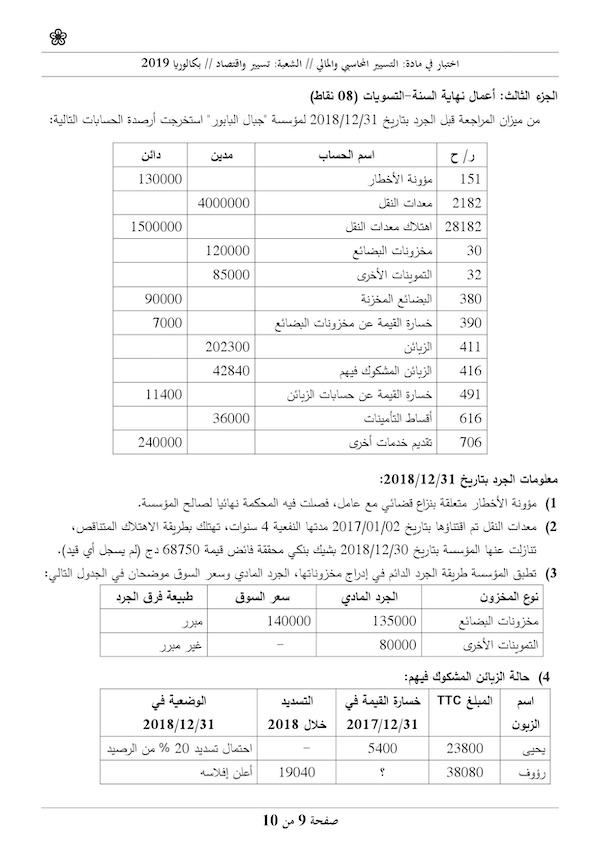 اختبار في مادة: التسيير المحاسبي والمالي // الشعبة: تسيير واقتصاد // بكالوريا 2019
الجزء الثالث: أعمال نهاية السنة-التسويات (08 نقاط)
من ميزان المراجعة قبل الجرد بتاريخ 2018/12/31 لمؤسسة "جبال البابور" استخرجت أرصدة الحسابات التالية:
ر/ ح اسم الحساب مدين دائن
151 مؤونة الأخطار 130000
2182 معدات النقل 4000000
28182 اهتلاك معدات النقل 1500000
30 مخزونات البضائع 120000
32 التموينات الأخرى 85000
380 البضائع المخزنة 90000
390 خسارة القيمة عن مخزونات البضائع 7000
411 الزبائن 202300
416 الزبائن المشكوك فيهم 42840
491 خسارة القيمة عن حسابات الزبائن 11400
616 أقساط التأمينات 36000
706 تقديم خدمات أخرى 240000
معلومات الجرد بتاريخ 2018/12/31:
1) مؤونة الأخطار متعلقة بنزاع قضائي مع عامل، فصلت فيه المحكمة نهائيا لصالح المؤسسة.
2) معدات النقل تم اقتناؤها بتاريخ 2017/01/02 مدتها النفعية 4 سنوات، تهتلك بطريقة الاهتلاك المتناقص،
تنازلت عنها المؤسسة بتاريخ 2018/12/30 بشيك بنكي محققة فائض قيمة 68750 دج (لم يسجل أي قيد).
3) تطبق المؤسسة طريقة الجرد الدائم في إدراج مخزوناتها، الجرد المادي وسعر السوق موضحان في الجدول التالي:
نوع المخزون الجرد المادي سعر السوق طبيعة فرق الجرد
مخزونات البضائع 135000 140000 مبرر
التموينات الأخرى 80000 – غير مبرر
4) حالة الزبائن المشكوك فيهم:
اسم المبلغ TTC خسارة القيمة في التسديد الوضعية في
الزبون 2017/12/31 خلال 2018 2018/12/31
يحيى 23800 5400 – احتمال تسديد 20 % من الرصيد
رؤوف 38080 ؟ 19040 أعلن إفلاسه
صفحة 9 من 10